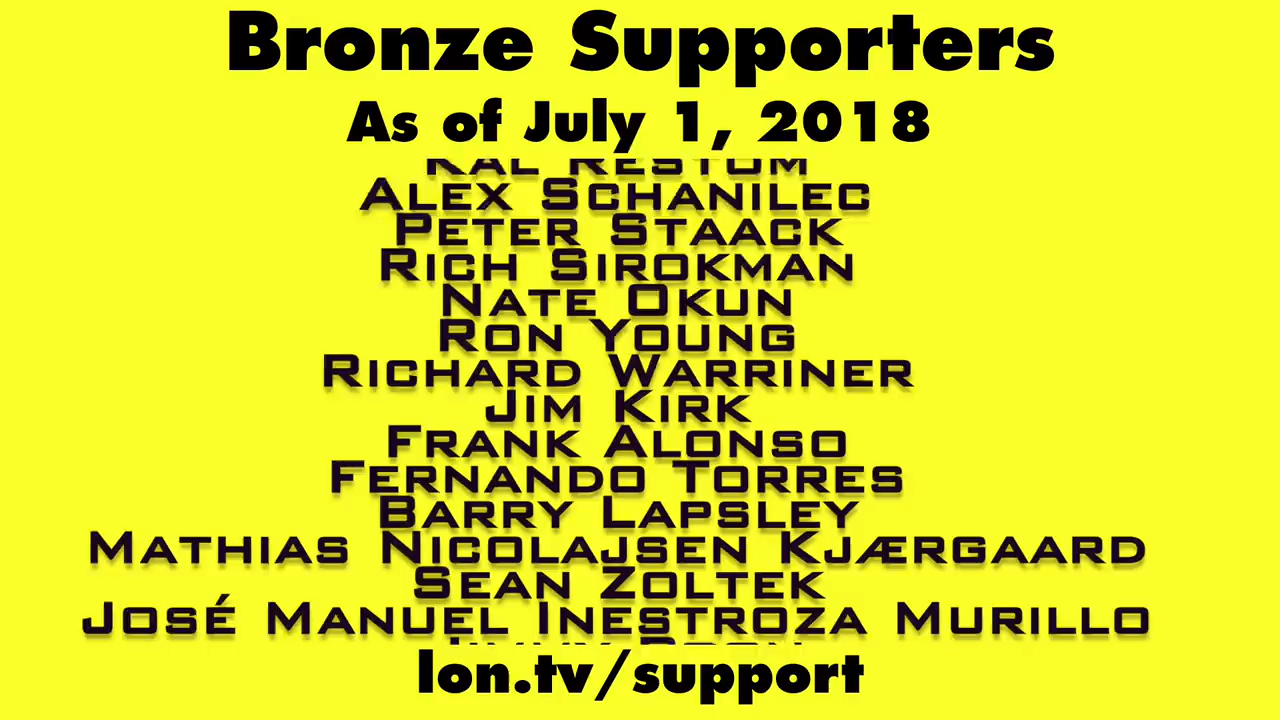 Bronze Supporters
As of July 1, 2018
Kal Restom
Alex Schanilec
Peter Staack
Rich Sirokman
Nate Okun
Ron Young
Richard Warriner
Jim Kirk
Frank Alonso
Fernando Torres
Barry Lapsley
Mathias Nicolajsen Kjærgaard
Sean Zoltek
José Manuel Inestroza Murillo
lon.tv/support